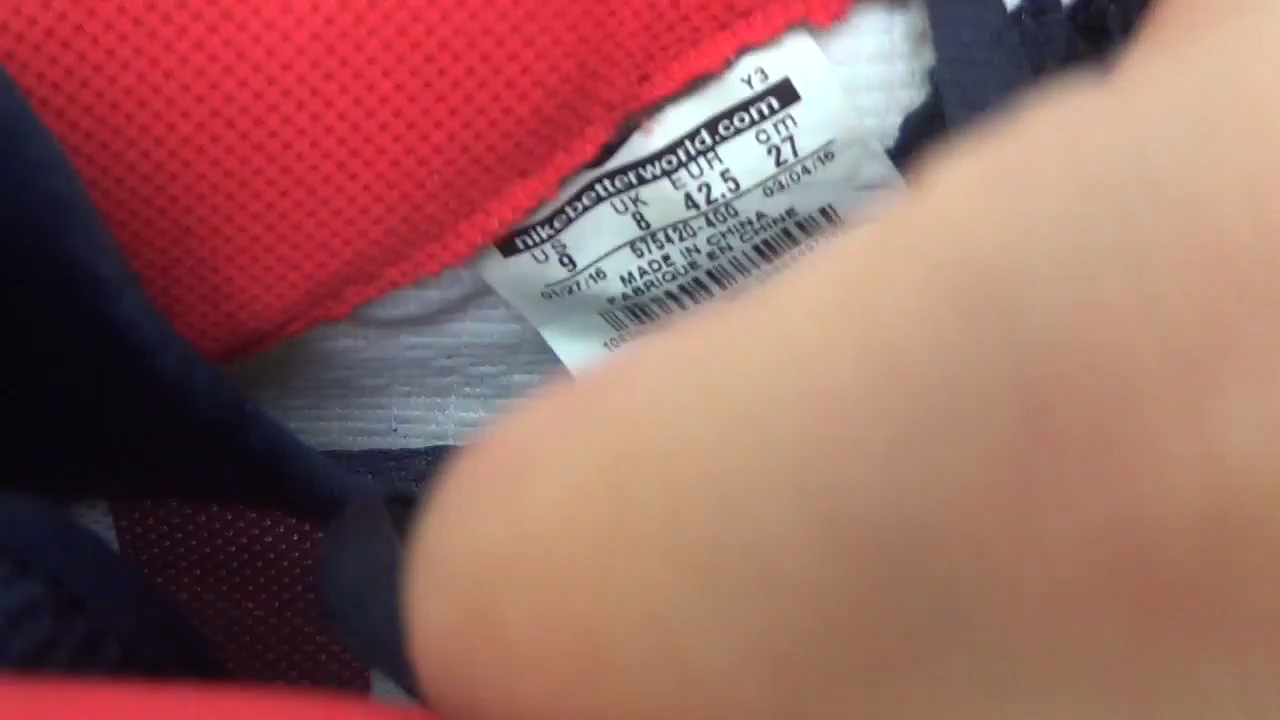 Y3
nikebetterworld.com
US UK EUR cm
9 8 42.5 27
01/27/16 575420-400 03/04/16
MADE IN CHINA
FABRIQUE EN CHINE